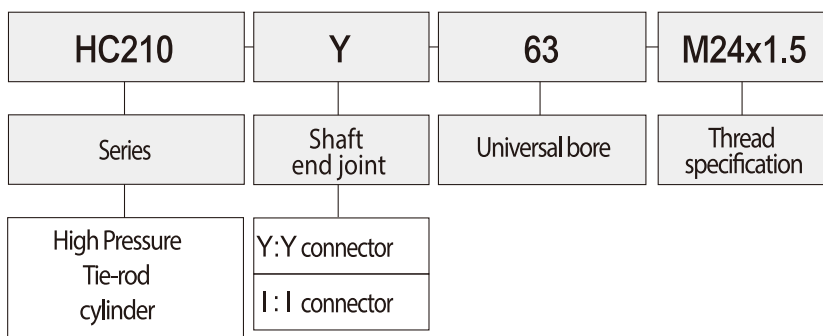 HC210 Y 63 M24x1.5
Series
Shaft
end joint
Universal bore
Thread
specification
High Pressure
Tie-rod
cylinder
Y:Y connector
I:I connector